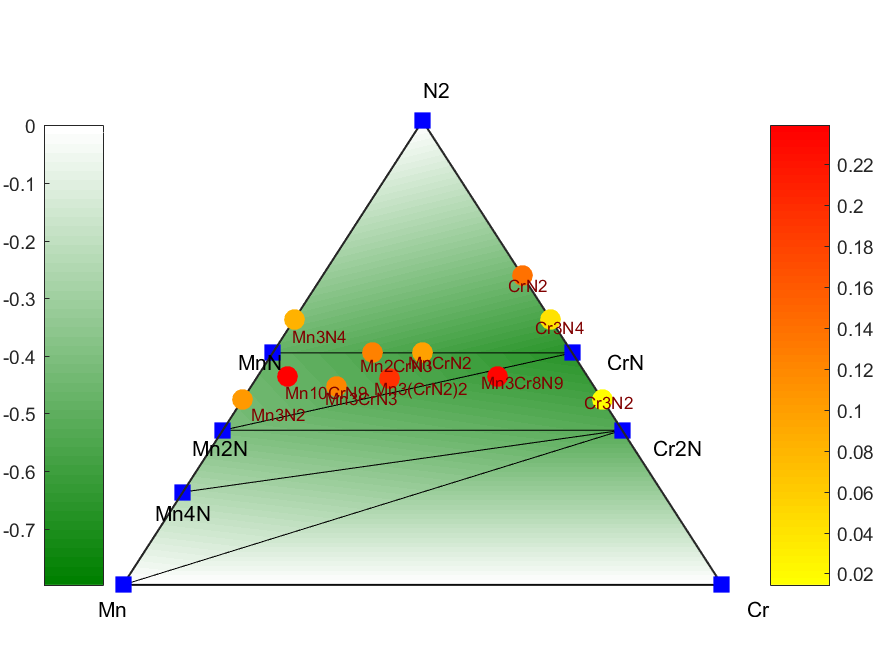 N2
0
-0.1
-0.2
-0.3
-0.4
-0.5
-0.6
-0.7
0.22
0.2
0.18
0.16
0.14
0.12
0.1
0.08
0.06
0.04
0.02
CrN2
Cr3N4
Mn3N4
MnN
Mn2CrN3
MnCrN2
CrN
Mn10CrN9
Mn3CrN3
Mn3(CrN2)2
Mn3Cr8N9
Cr3N2
Mn3N2
Mn2N
Cr2N
Mn4N
Mn
Cr